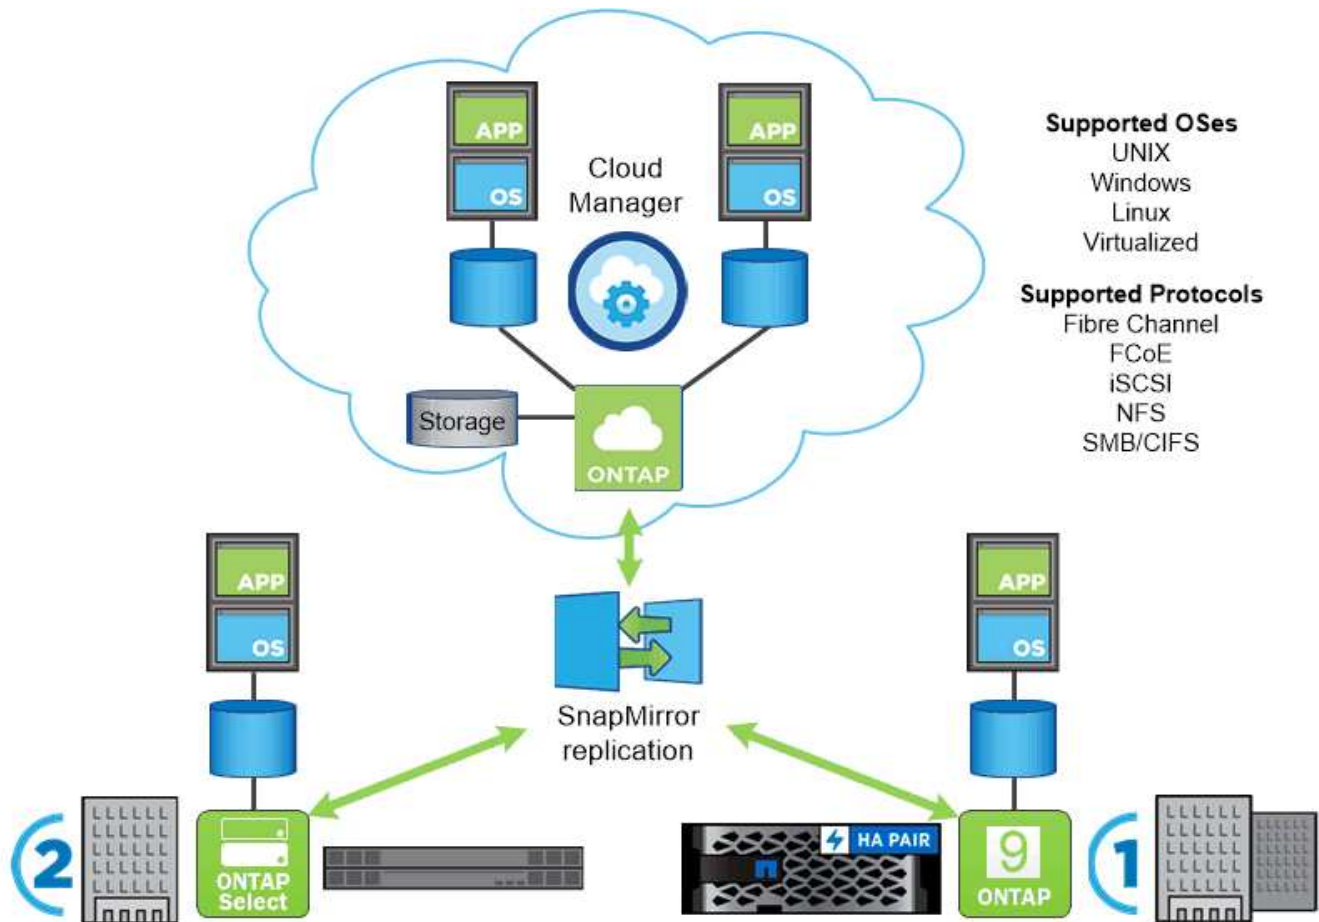 APP
OS
Cloud
Manager
APP
OS
Supported OSes
UNIX
Windows
Linux
Virtualized
Supported Protocols
Fibre Channel
FCoE
iSCSI
NFS
SMB/CIFS
Storage
ONTAP
APP
OS
SnapMirror
replication
APP
OS
2
ONTAP
Select
HA PAIR
9
ONTAP
1